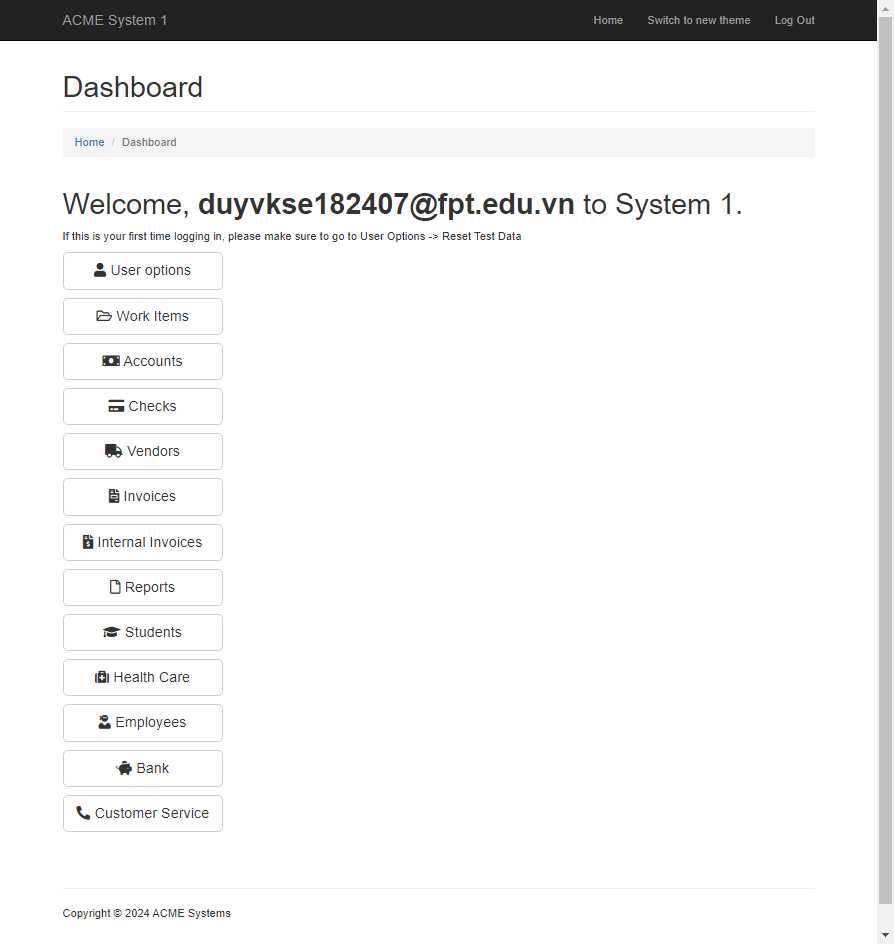 ACME System 1
Home
Switch to new theme
Log Out
Dashboard
Home / Dashboard
Welcome, duyvkse182407@fpt.edu.vn to System 1.
If this is your first time logging in, please make sure to go to User Options -> Reset Test Data
User options
Work Items
Accounts
Checks
Vendors
Invoices
Internal Invoices
Reports
Students
Health Care
Employees
Bank
Customer Service
Copyright © 2024 ACME Systems